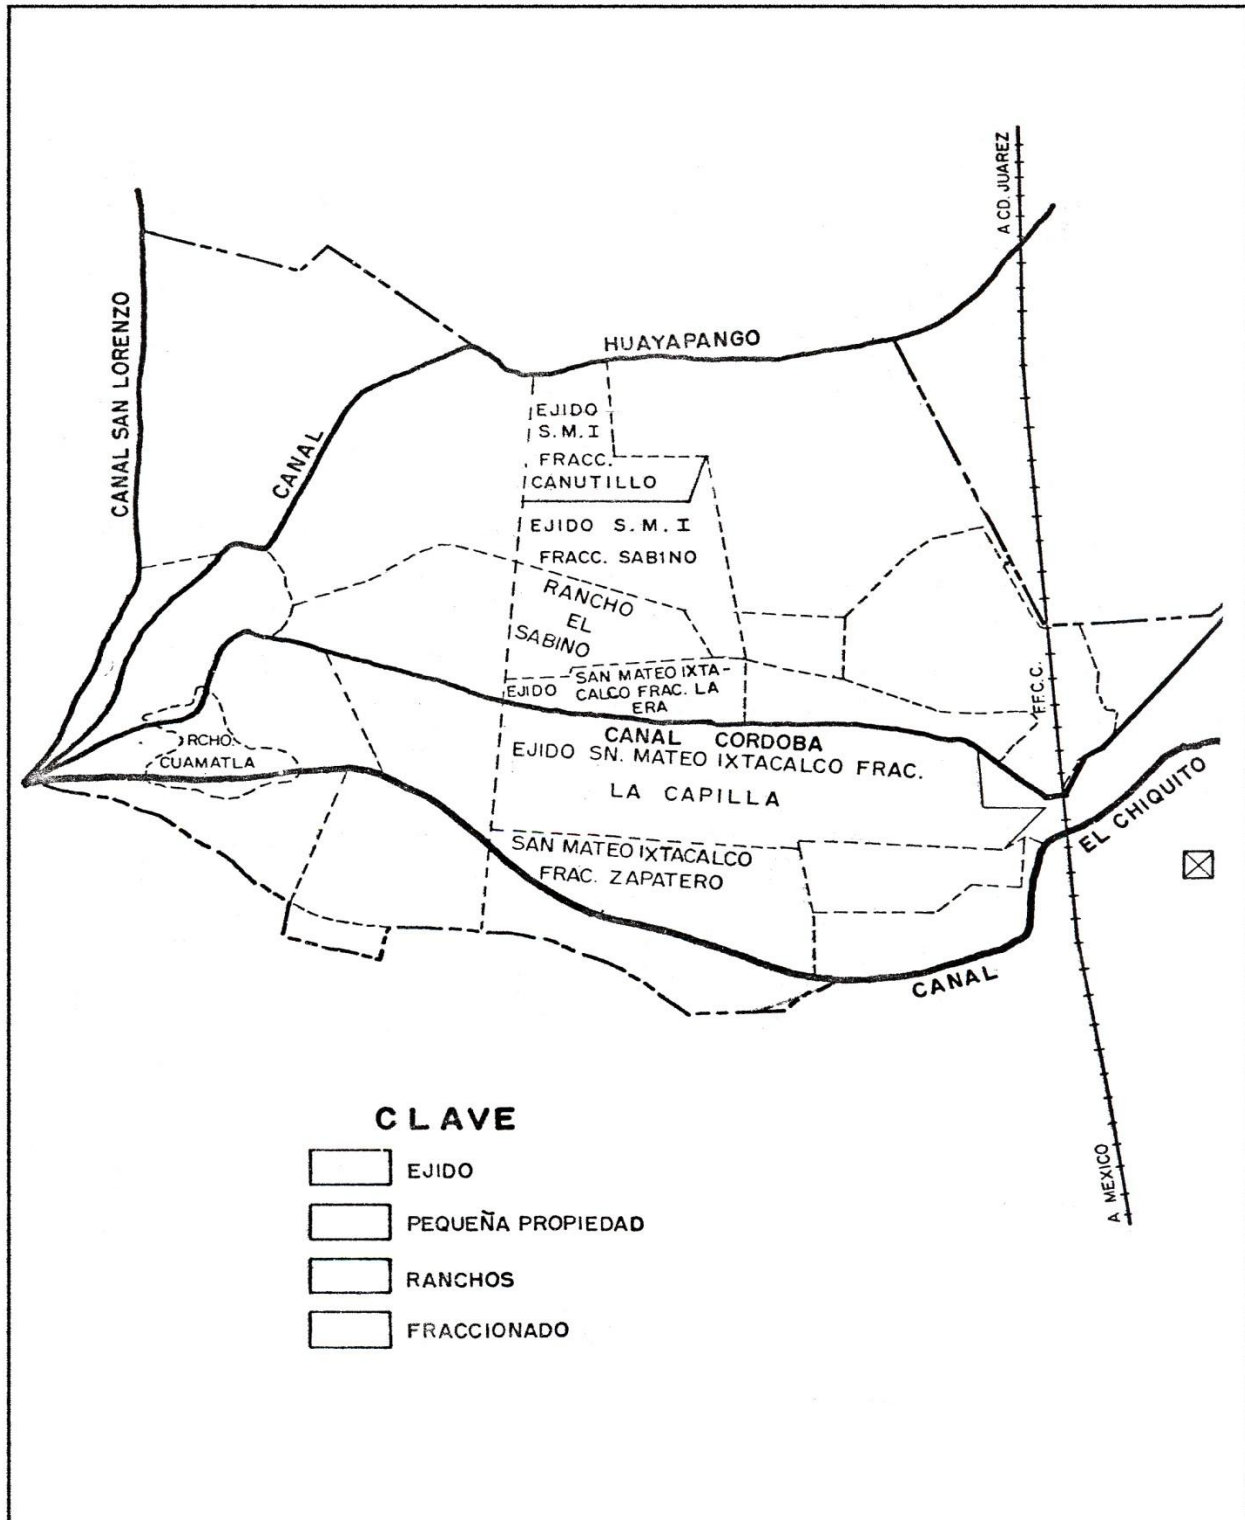 A CD. JUAREZ
CANAL SAN LORENZO
HUAYAPANGO
CANAL
EJIDO
S. M. I
FRACC.
CANUTILLO
EJIDO S. M. I
FRACC. SABINO
RANCHO
EL
SABINO
SAN MATEO IXTA-
EJIDO CALCO FRAC. LA
ERA
F.F.C.C.
CANAL CORDOBA
RCHO.
CUAMATLA
EJIDO SN. MATEO IXTACALCO FRAC.
LA CAPILLA
EL CHIQUITO
SAN MATEO IXTACALCO
FRAC. ZAPATERO
CANAL
CLAVE
EJIDO
PEQUEÑA PROPIEDAD
RANCHOS
FRACCIONADO
A MEXICO